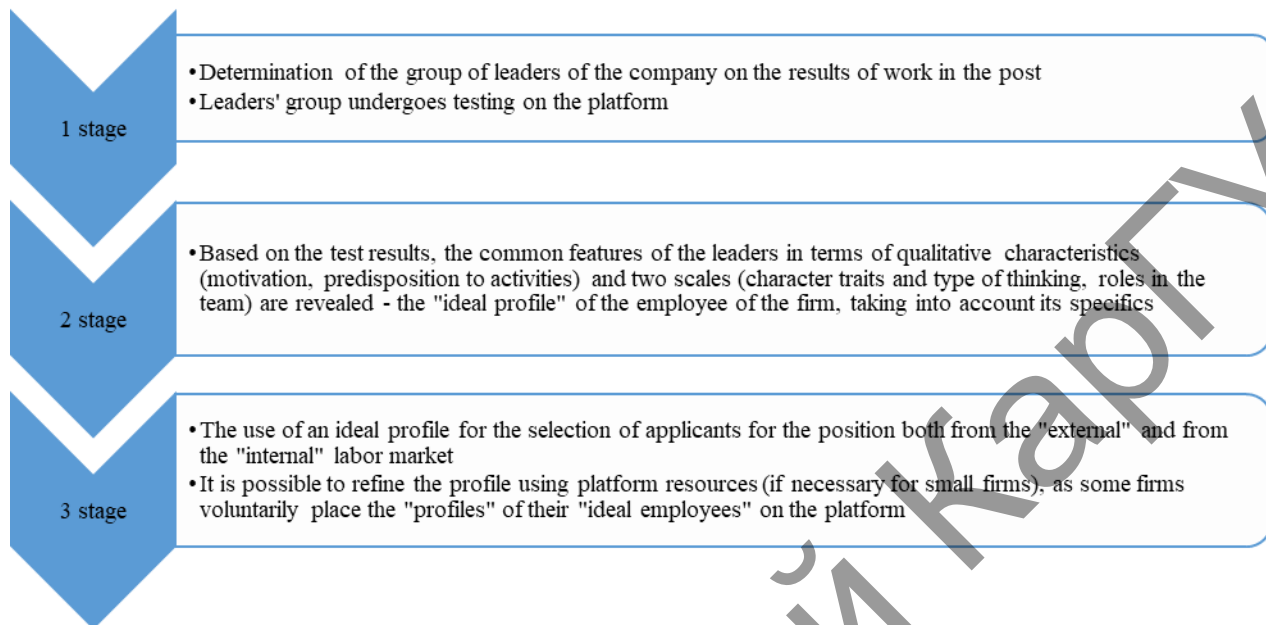 1 stage
•Determination of the group of leaders of the company on the results of work in the post
•Leaders' group undergoes testing on the platform
2 stage
•Based on the test results, the common features of the leaders in terms of qualitative characteristics
(motivation, predisposition to activities) and two scales (character traits and type of thinking, roles in the
team) are revealed - the "ideal profile" of the employee of the firm, taking into account its specifics
3 stage
•The use of an ideal profile for the selection of applicants for the position both from the "external" and from
the "internal" labor market
•It is possible to refine the profile using platform resources (if necessary for small firms), as some firms
voluntarily place the "profiles" of their "ideal employees" on the platform
й КарГУ